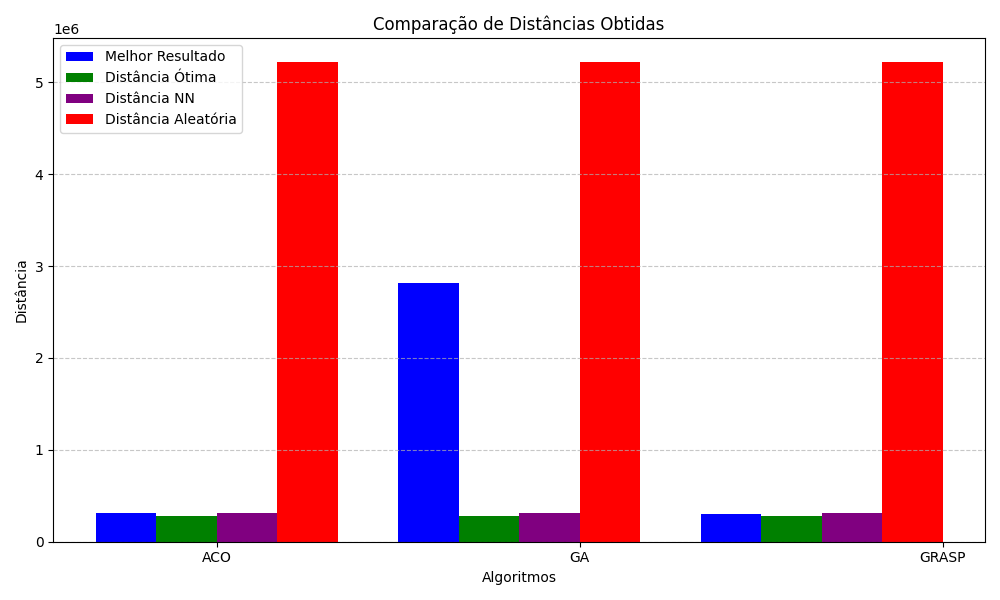 Comparação de Distâncias Obtidas
1e6
Melhor Resultado
Distância Ótima
Distância NN
Distância Aleatória
5
4
3
2
1
0
Distância
ACO
GA
GRASP
Algoritmos